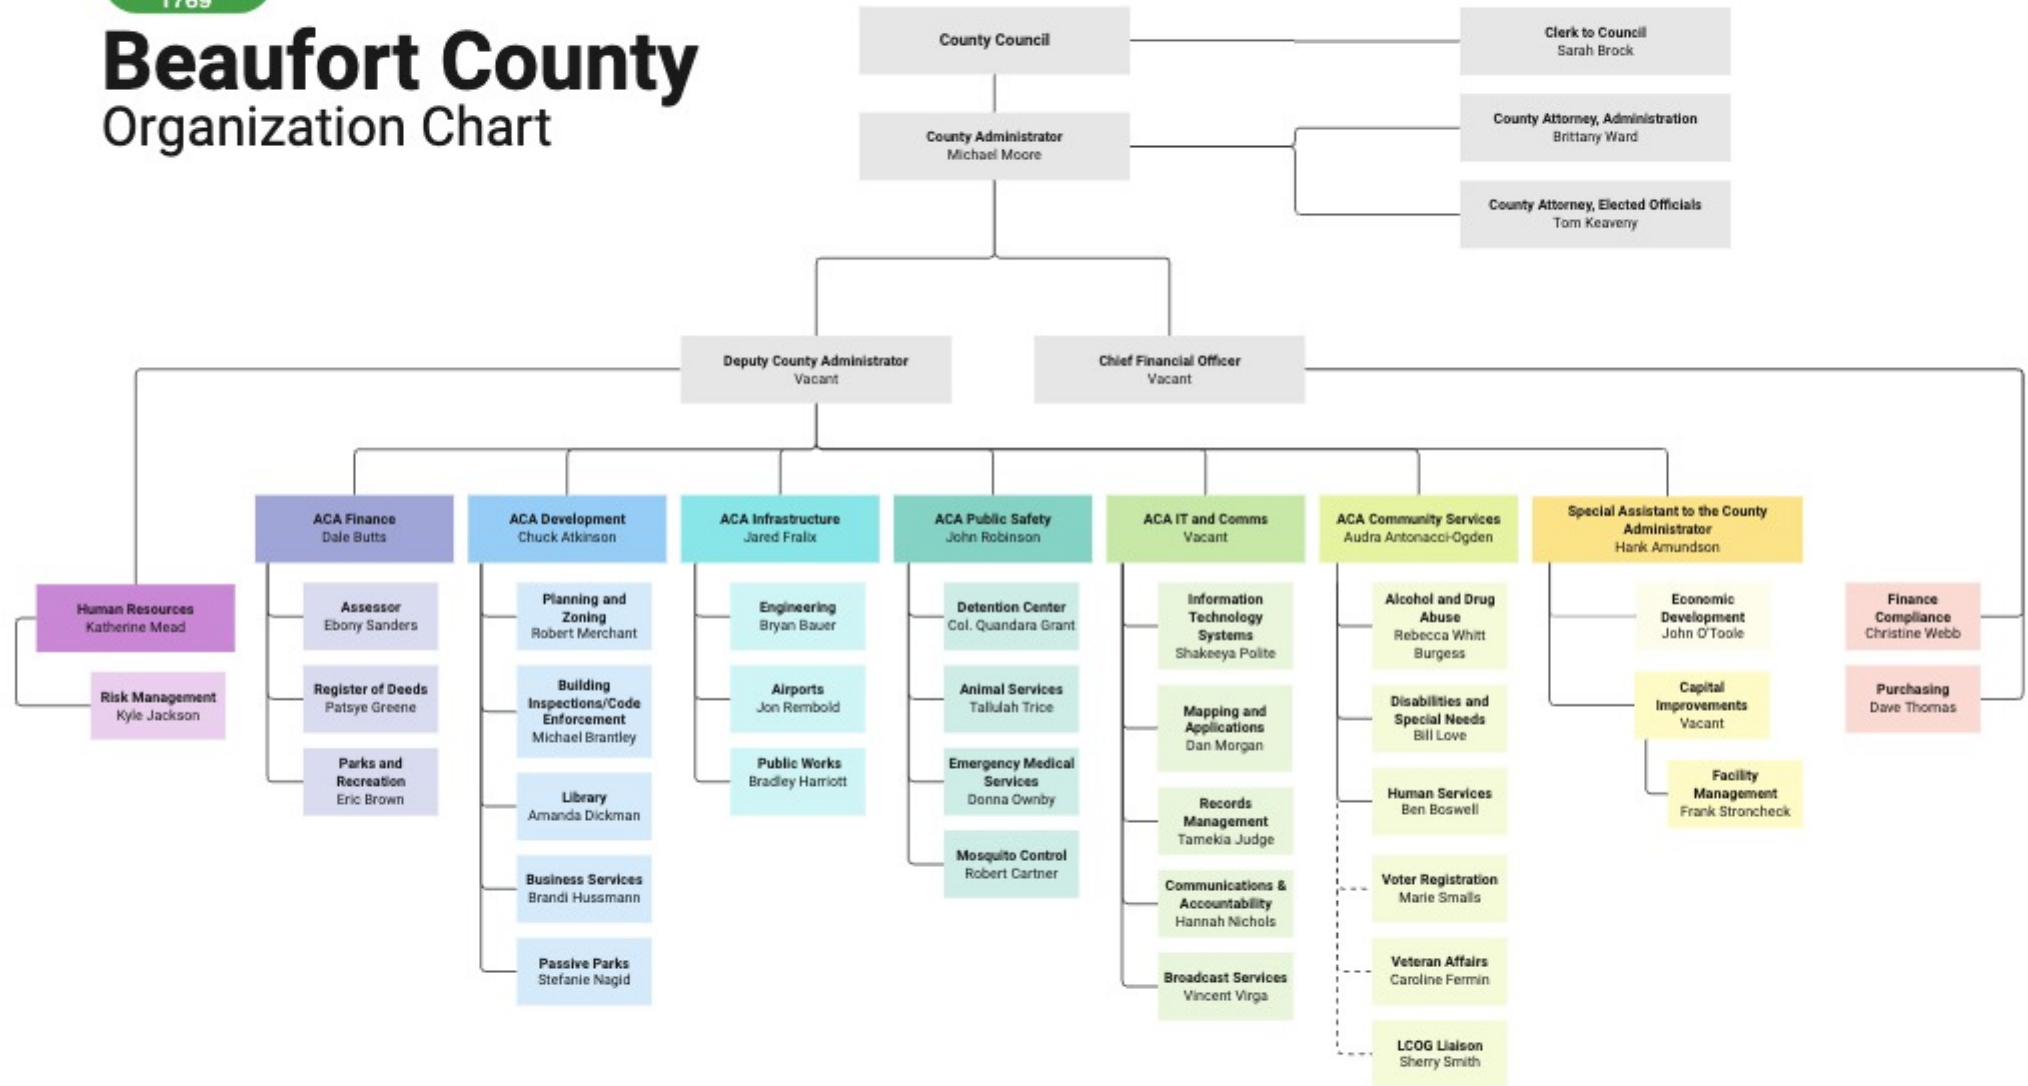 1769
Beaufort County
Organization Chart
County Council
Clerk to Council
Sarah Brock
County Administrator
Michael Moore
County Attorney, Administration
Brittany Ward
County Attorney, Elected Officials
Tom Keaveny
Deputy County Administrator
Vacant
Chief Financial Officer
Vacant
Human Resources
Katherine Mead
Risk Management
Kyle Jackson
ACA Finance
Dale Butts
Assessor
Ebony Sanders
Register of Deeds
Patsye Greene
Parks and
Recreation
Eric Brown
ACA Development
Chuck Atkinson
Planning and
Zoning
Robert Merchant
Building
Inspections/Code
Enforcement
Michael Brantley
Library
Amanda Dickman
Business Services
Brandi Hussmann
Passive Parks
Stefanie Nagid
ACA Infrastructure
Jared Fralix
Engineering
Bryan Bauer
Airports
Jon Rembold
Public Works
Bradley Harriott
ACA Public Safety
John Robinson
Detention Center
Col. Quandara Grant
Animal Services
Tallulah Trice
Emergency Medical
Services
Donna Ownby
Mosquito Control
Robert Cartner
ACA IT and Comms
Vacant
Information
Technology
Systems
Shakeeya Polite
Mapping and
Applications
Dan Morgan
Records
Management
Tamekia Judge
Communications &
Accountability
Hannah Nichols
Broadcast Services
Vincent Virga
ACA Community Services
Audra Antonacci-Ogden
Alcohol and Drug
Abuse
Rebecca Whitt
Burgess
Disabilities and
Special Needs
Bill Love
Human Services
Ben Boswell
Voter Registration
Marie Smalls
Veteran Affairs
Caroline Fermin
LCOG Liaison
Sherry Smith
Special Assistant to the County
Administrator
Hank Amundson
Economic
Development
John O'Toole
Capital
Improvements
Vacant
Facility
Management
Frank Stroncheck
Finance
Compliance
Christine Webb
Purchasing
Dave Thomas